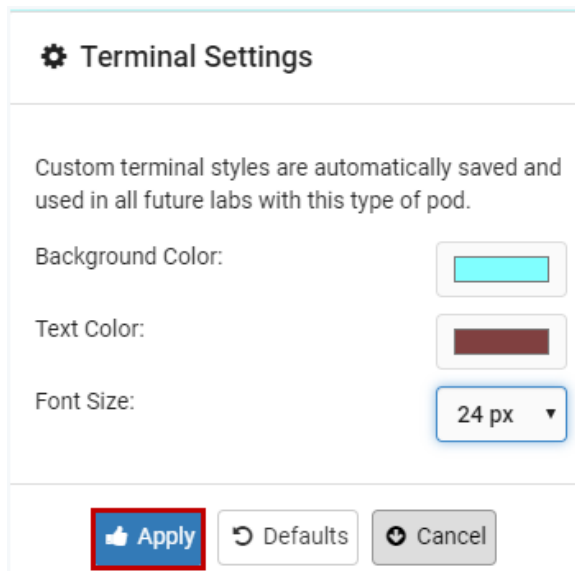 Terminal Settings
Custom terminal styles are automatically saved and
used in all future labs with this type of pod.
Background Color:
Text Color:
Font Size:
24 px
Apply
Defaults
Cancel